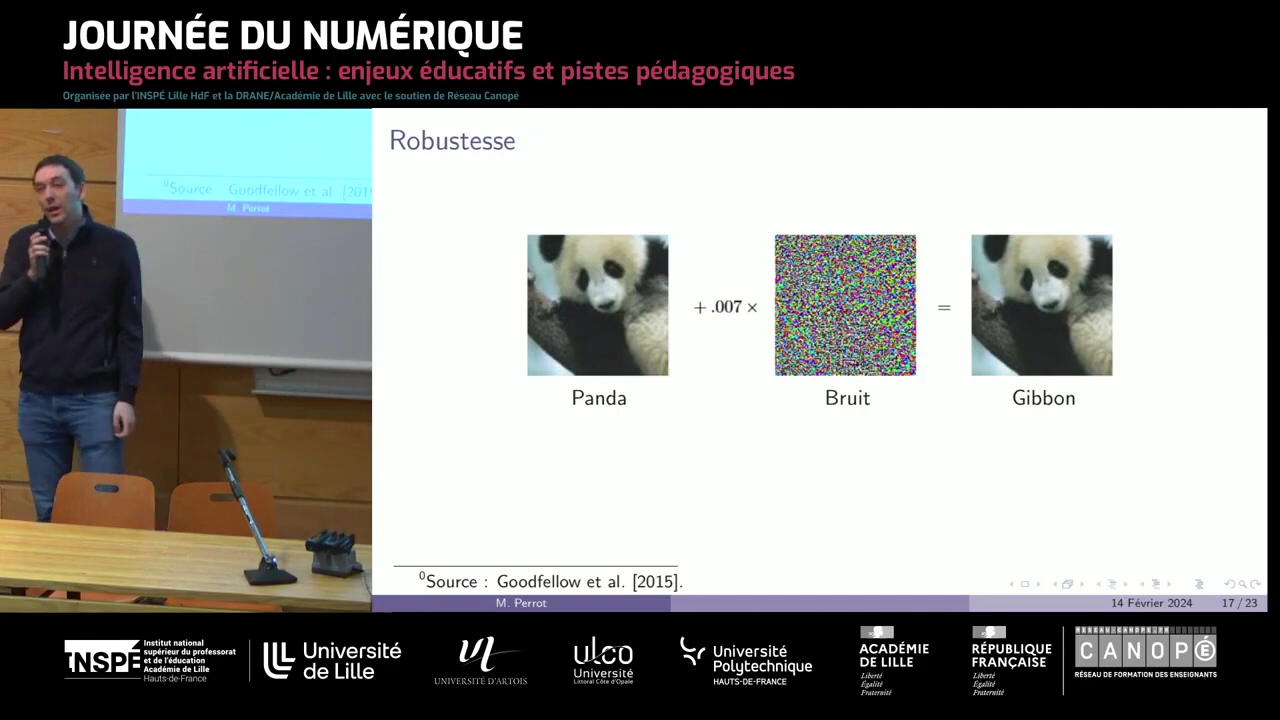 JOURNÉE DU NUMÉRIQUE
Intelligence artificielle : enjeux éducatifs et pistes pédagogiques
Organisée par l'INSPÉ Lille HdF et la DRANE/Académie de Lille avec le soutien de Réseau Canopé
0Source : Goodfellow et al. [2015
M. Perrot
Robustesse
+ .007 ×
=
Panda
Bruit
Gibbon
0Source : Goodfellow et al. [2015].
M. Perrot
14 Février 2024
17 / 23
INSPÉ
Institut national
supérieur du professorat
et de l'éducation
Académie de Lille
Hauts-de-France
Université
de Lille
UNIVERSITÉ D'ARTOIS
ulco
Université
Littoral Côte d'Opale
Université
Polytechnique
HAUTS-DE-FRANCE
ACADÉMIE
DE LILLE
Liberté
Égalité
Fraternité
RÉPUBLIQUE
FRANÇAISE
Liberté
Égalité
Fraternité
RESEAU-CANOPE.FR
CANOPÉ
RÉSEAU DE FORMATION DES ENSEIGNANTS